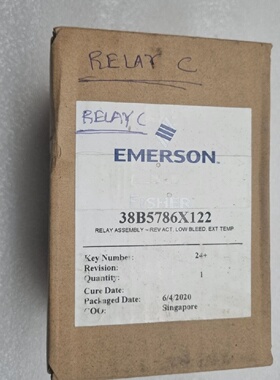 RELAY C
RELAY C
EMERSON
FISHER
38B5786X122
RELAY ASSEMBLY ~ REV ACT, LOW BLEED, EXT TEMP
Key Number: 24+
Revision:
Quantity: 1
Cure Date:
Packaged Date: 6/4/2020
COO: Singapore